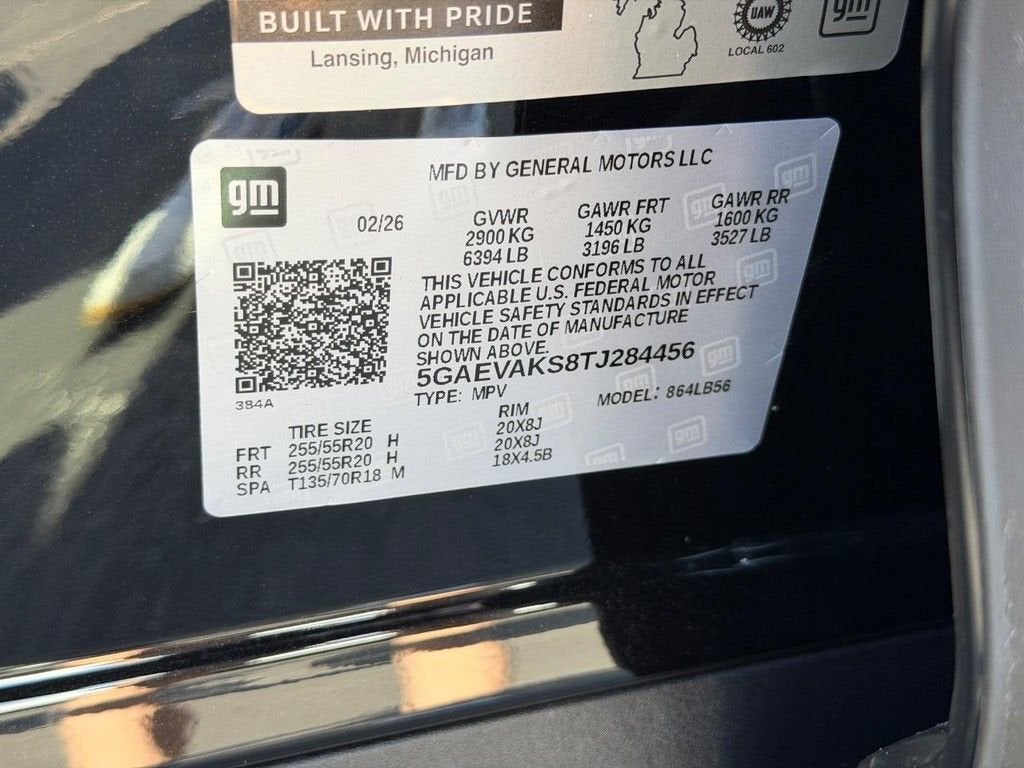 BUILT WITH PRIDE
Lansing, Michigan
UAW
LOCAL 602
gm
gm
MFD BY GENERAL MOTORS LLC
02/26
GVWR
2900 KG
6394 LB
GAWR FRT
1450 KG
3196 LB
GAWR RR
1600 KG
3527 LB
THIS VEHICLE CONFORMS TO ALL
APPLICABLE U.S. FEDERAL MOTOR
VEHICLE SAFETY STANDARDS IN EFFECT
ON THE DATE OF MANUFACTURE
SHOWN ABOVE.
5GAEVAKS8TJ284456
TYPE: MPV
MODEL: 864LB56
384A
TIRE SIZE
RIM
FRT 255/55R20 H 20X8J
RR 255/55R20 H 20X8J
SPA T135/70R18 M 18X4.5B